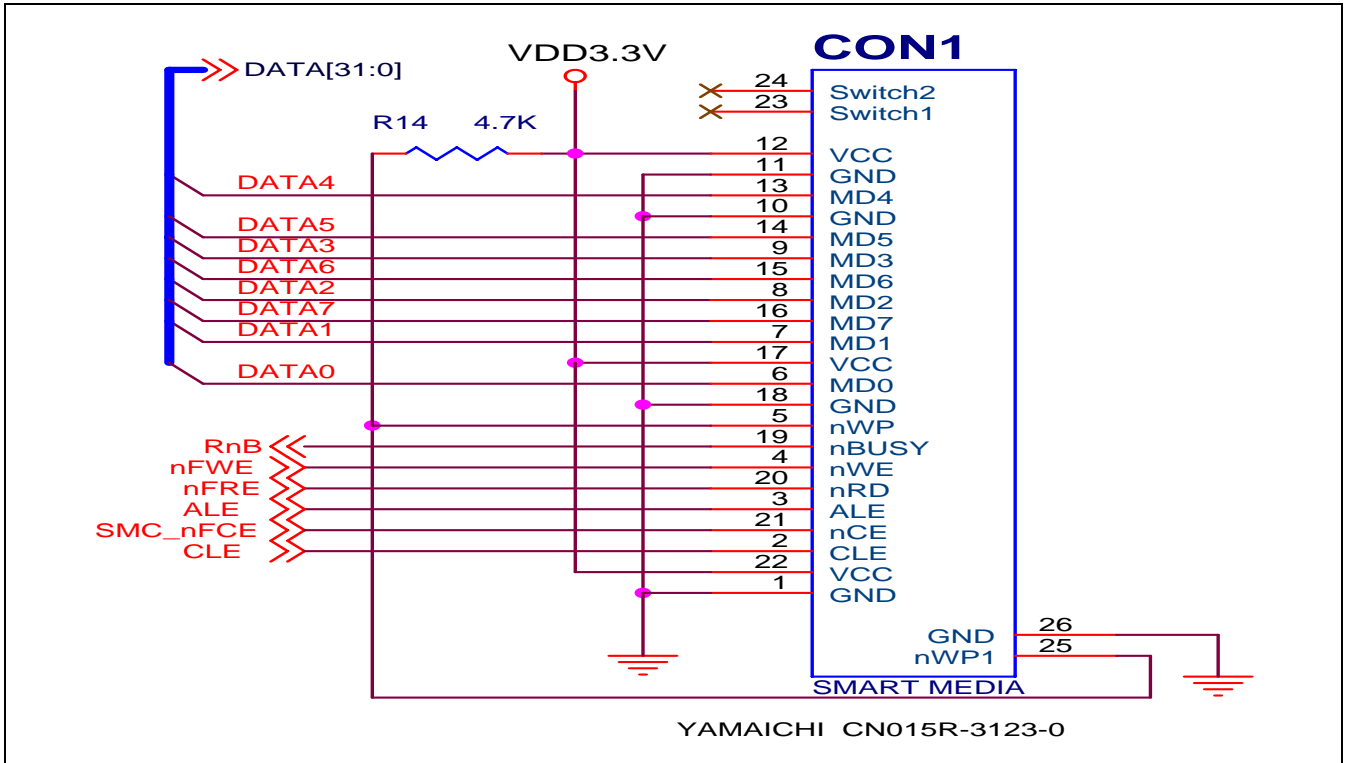 CON1
VDD3.3V
DATA[31:0]
R14 4.7K
24 Switch2
23 Switch1
12 VCC
11 GND
DATA4 13 MD4
10 GND
DATA5 14 MD5
DATA3 9 MD3
DATA6 15 MD6
DATA2 8 MD2
DATA7 16 MD7
DATA1 7 MD1
17 VCC
DATA0 6 MD0
18 GND
5 nWP
RnB 19 nBUSY
nFWE 4 nWE
nFRE 20 nRD
ALE 3 ALE
SMC_nFCE 21 nCE
CLE 2 CLE
22 VCC
1 GND
GND 26
nWP1 25
SMART MEDIA
YAMAICHI CN015R-3123-0